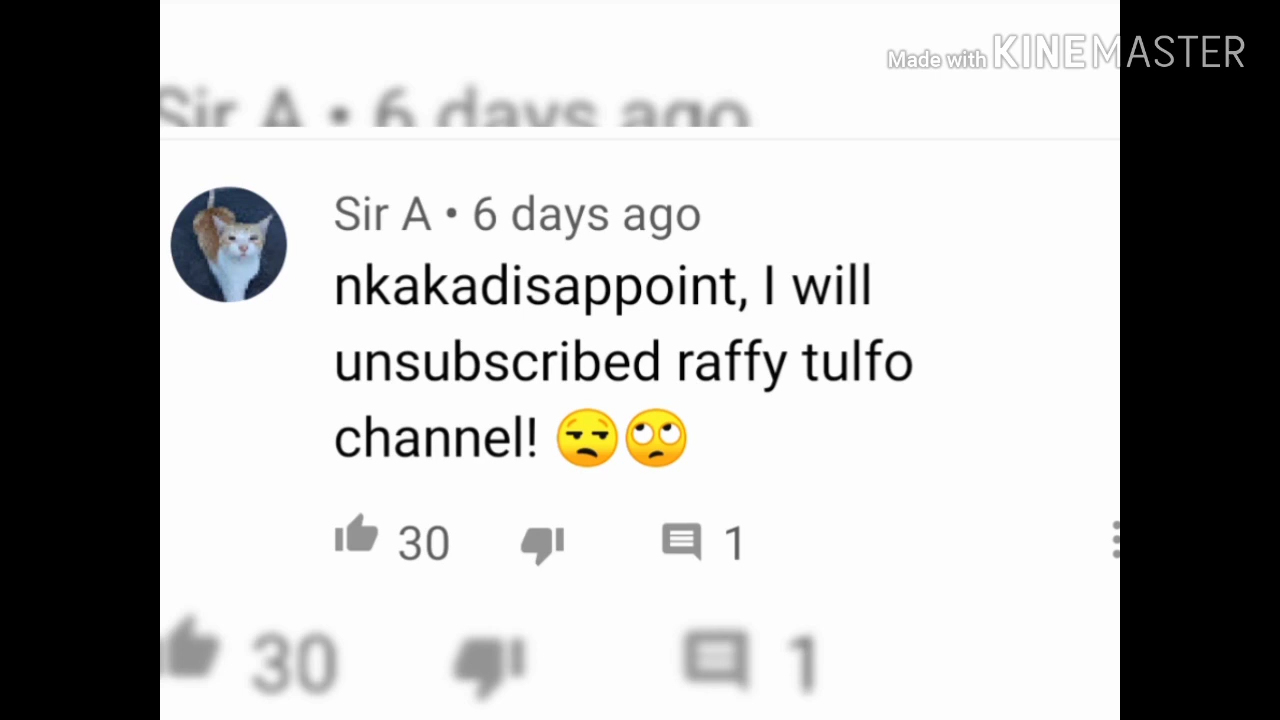 Made with KINEMASTER
Sir A • 6 days ago
Sir A • 6 days ago
nkakadisappoint, I will
unsubscribed raffy tulfo
channel! 😒🙄
30 1
30 1